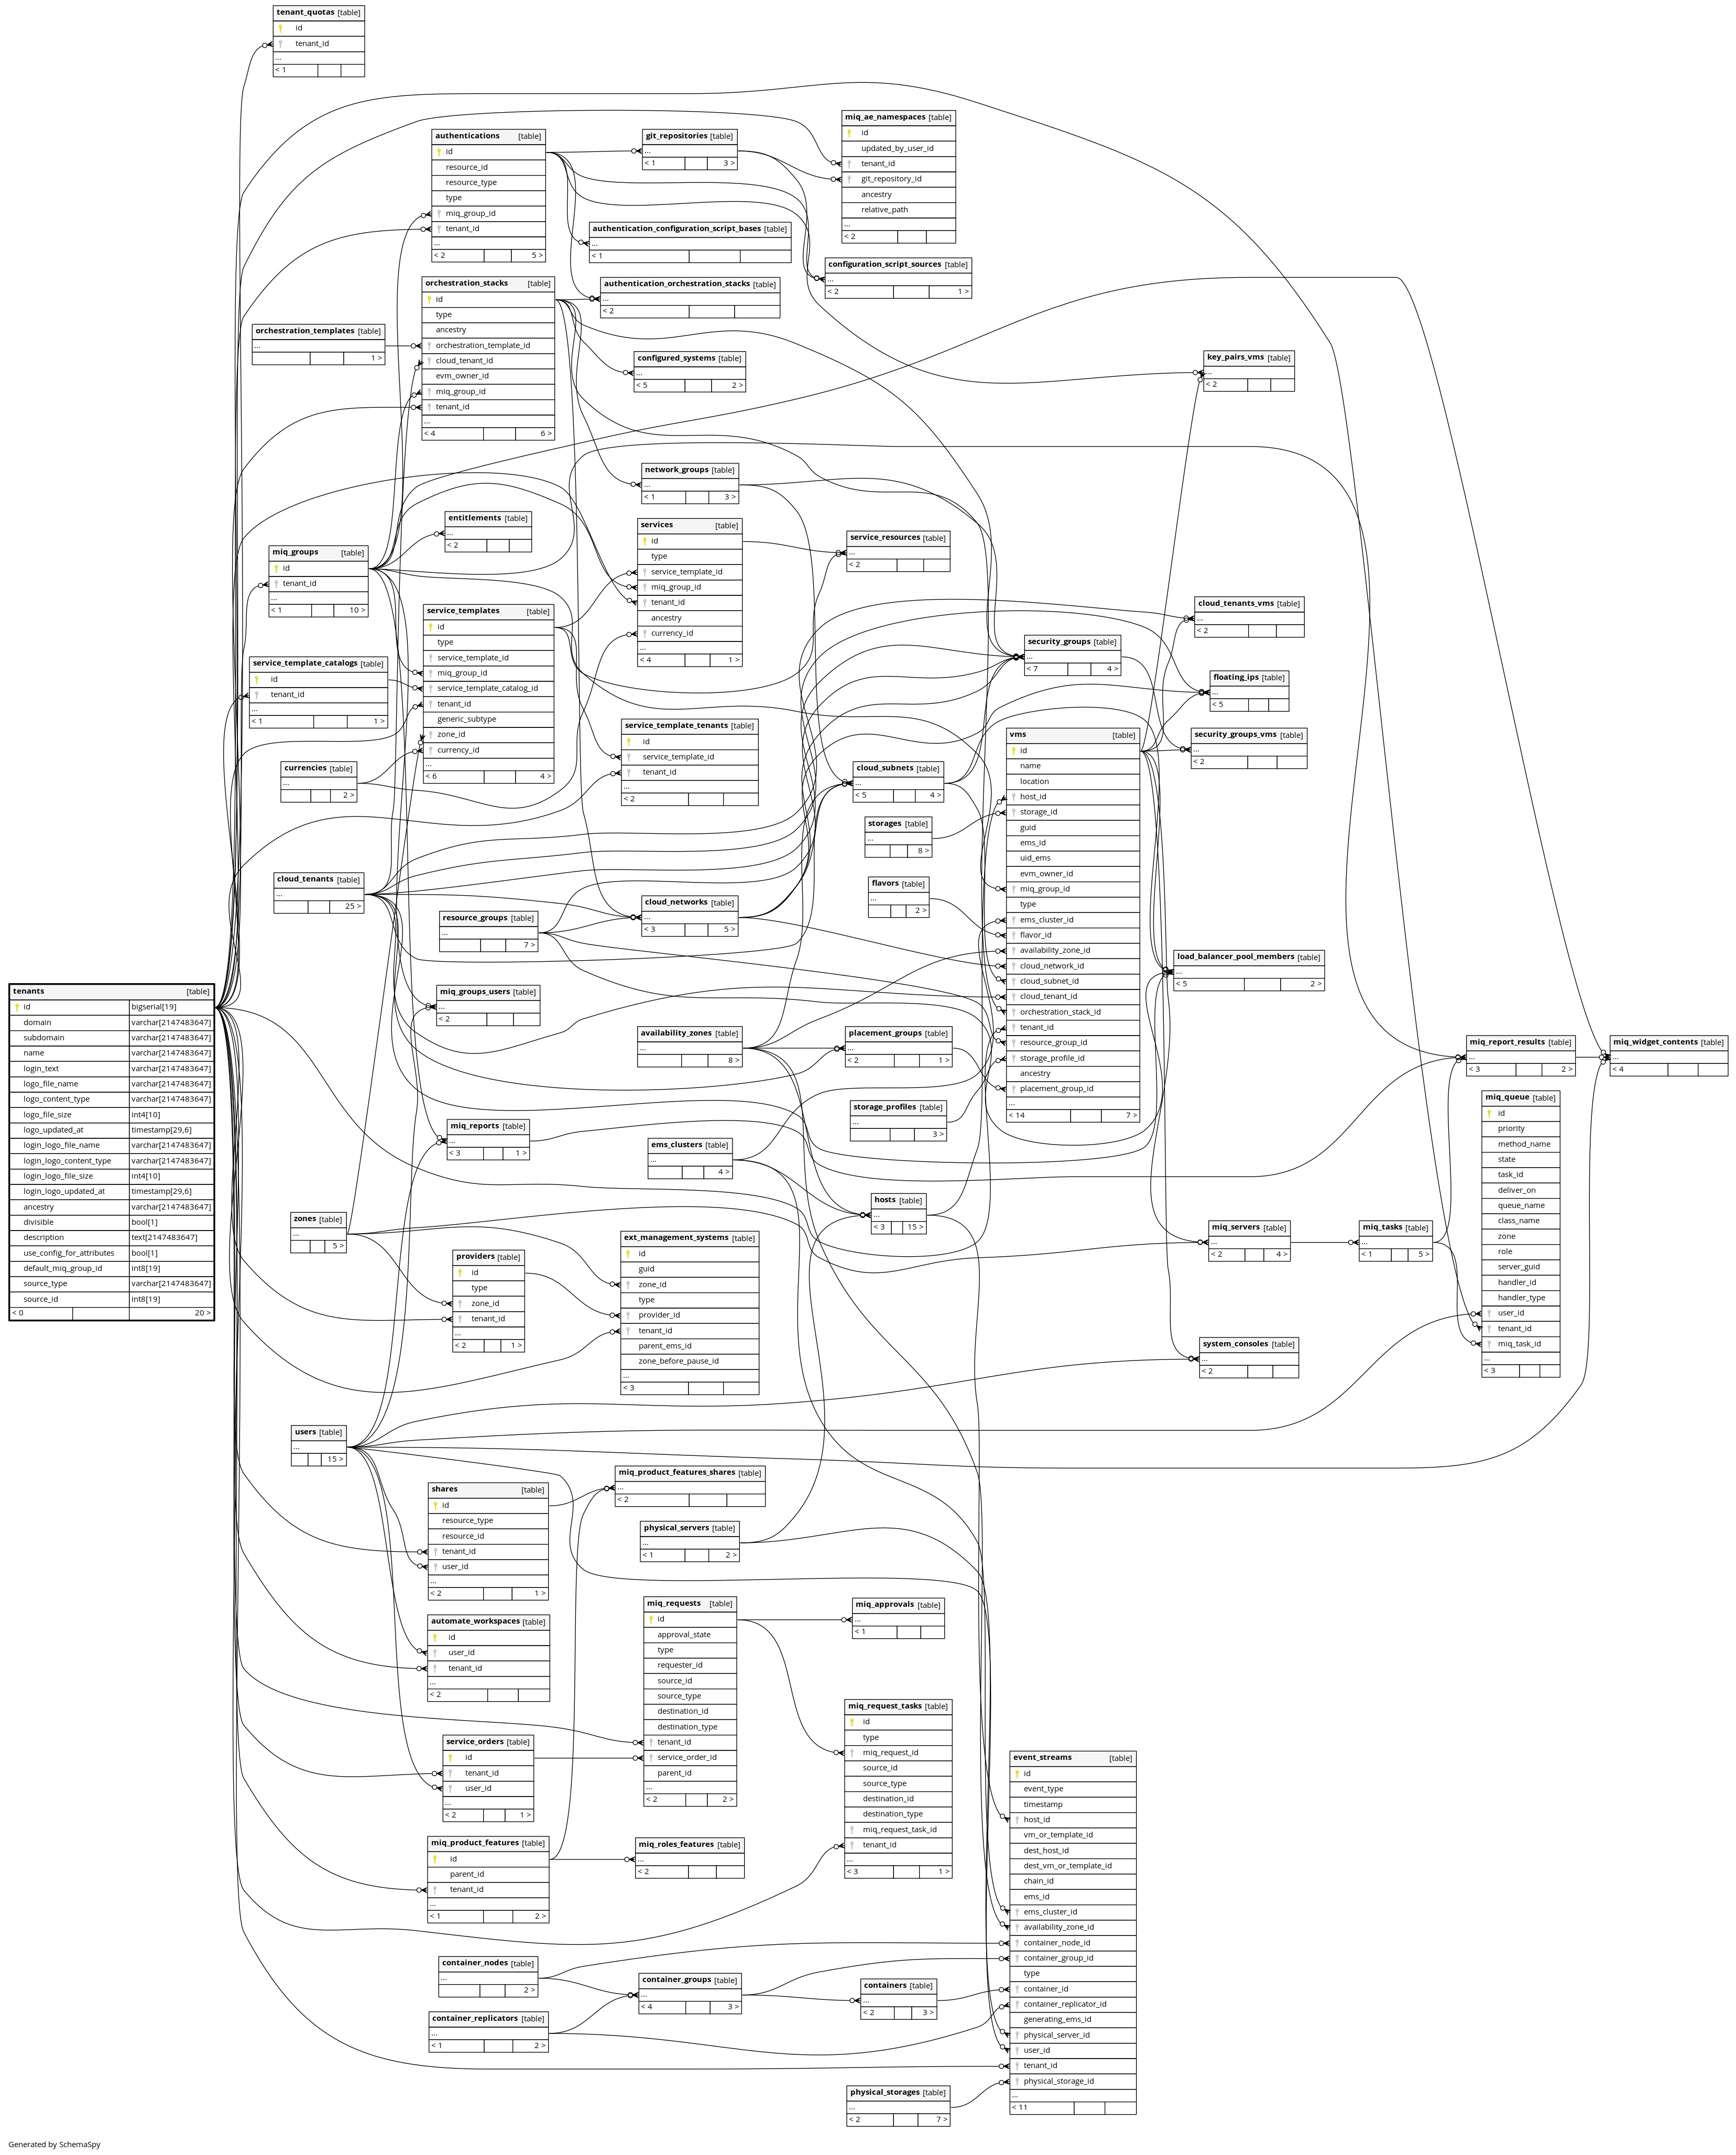 tenant_quotas [table]
id
tenant_id
...
< 1
authentications [table]
id
resource_id
resource_type
type
miq_group_id
tenant_id
...
< 2 5 >
git_repositories [table]
...
< 1 3 >
miq_ae_namespaces [table]
id
updated_by_user_id
tenant_id
git_repository_id
ancestry
relative_path
...
< 2
authentication_configuration_script_bases [table]
...
< 1
configuration_script_sources [table]
...
< 2 1 >
orchestration_stacks [table]
id
type
ancestry
orchestration_template_id
cloud_tenant_id
evm_owner_id
miq_group_id
tenant_id
...
< 4 6 >
authentication_orchestration_stacks [table]
...
< 2
orchestration_templates [table]
...
1 >
configured_systems [table]
...
< 5 2 >
key_pairs_vms [table]
...
< 2
network_groups [table]
...
< 1 3 >
entitlements [table]
...
< 2
services [table]
id
type
service_template_id
miq_group_id
tenant_id
ancestry
currency_id
...
< 4 1 >
service_resources [table]
...
< 2
miq_groups [table]
id
tenant_id
...
< 1 10 >
service_templates [table]
id
type
service_template_id
miq_group_id
service_template_catalog_id
tenant_id
generic_subtype
zone_id
currency_id
...
< 6 4 >
cloud_tenants_vms [table]
...
< 2
security_groups [table]
...
< 7 4 >
service_template_catalogs [table]
id
tenant_id
...
< 1 1 >
floating_ips [table]
...
< 5
service_template_tenants [table]
id
service_template_id
tenant_id
...
< 2
vms [table]
id
name
location
host_id
storage_id
guid
ems_id
uid_ems
evm_owner_id
miq_group_id
type
ems_cluster_id
flavor_id
availability_zone_id
cloud_network_id
cloud_subnet_id
cloud_tenant_id
orchestration_stack_id
tenant_id
resource_group_id
storage_profile_id
ancestry
placement_group_id
...
< 14 7 >
security_groups_vms [table]
...
< 2
currencies [table]
...
2 >
cloud_subnets [table]
...
< 5 4 >
storages [table]
...
8 >
cloud_tenants [table]
...
25 >
flavors [table]
...
2 >
cloud_networks [table]
...
< 3 5 >
resource_groups [table]
...
7 >
load_balancer_pool_members [table]
...
< 5 2 >
tenants [table]
id bigserial[19]
domain varchar[2147483647]
subdomain varchar[2147483647]
name varchar[2147483647]
login_text varchar[2147483647]
logo_file_name varchar[2147483647]
logo_content_type varchar[2147483647]
logo_file_size int4[10]
logo_updated_at timestamp[29,6]
login_logo_file_name varchar[2147483647]
login_logo_content_type varchar[2147483647]
login_logo_file_size int4[10]
login_logo_updated_at timestamp[29,6]
ancestry varchar[2147483647]
divisible bool[1]
description text[2147483647]
use_config_for_attributes bool[1]
default_miq_group_id int8[19]
source_type varchar[2147483647]
source_id int8[19]
< 0 20 >
miq_groups_users [table]
...
< 2
availability_zones [table]
...
8 >
placement_groups [table]
...
< 2 1 >
miq_report_results [table]
...
< 3 2 >
miq_widget_contents [table]
...
< 4
miq_queue [table]
id
priority
method_name
state
task_id
deliver_on
queue_name
class_name
zone
role
server_guid
handler_id
handler_type
user_id
tenant_id
miq_task_id
...
< 3
storage_profiles [table]
...
3 >
miq_reports [table]
...
< 3 1 >
ems_clusters [table]
...
4 >
hosts [table]
...
< 3 15 >
zones [table]
...
5 >
miq_servers [table]
...
< 2 4 >
miq_tasks [table]
...
< 1 5 >
ext_management_systems [table]
id
guid
zone_id
type
provider_id
tenant_id
parent_ems_id
zone_before_pause_id
...
< 3
providers [table]
id
type
zone_id
tenant_id
...
< 2 1 >
system_consoles [table]
...
< 2
users [table]
...
15 >
miq_product_features_shares [table]
...
< 2
shares [table]
id
resource_type
resource_id
tenant_id
user_id
...
< 2 1 >
physical_servers [table]
...
< 1 2 >
miq_requests [table]
id
approval_state
type
requester_id
source_id
source_type
destination_id
destination_type
tenant_id
service_order_id
parent_id
...
< 2 2 >
miq_approvals [table]
...
< 1
automate_workspaces [table]
id
user_id
tenant_id
...
< 2
miq_request_tasks [table]
id
type
miq_request_id
source_id
source_type
destination_id
destination_type
miq_request_task_id
tenant_id
...
< 3 1 >
service_orders [table]
id
tenant_id
user_id
...
< 2 1 >
event_streams [table]
id
event_type
timestamp
host_id
vm_or_template_id
dest_host_id
dest_vm_or_template_id
chain_id
ems_id
ems_cluster_id
availability_zone_id
container_node_id
container_group_id
type
container_id
container_replicator_id
generating_ems_id
physical_server_id
user_id
tenant_id
physical_storage_id
...
< 11
miq_product_features [table]
id
parent_id
tenant_id
...
< 1 2 >
miq_roles_features [table]
...
< 2
container_nodes [table]
...
2 >
container_groups [table]
...
< 4 3 >
containers [table]
...
< 2 3 >
container_replicators [table]
...
< 1 2 >
physical_storages [table]
...
< 2 7 >
Generated by SchemaSpy